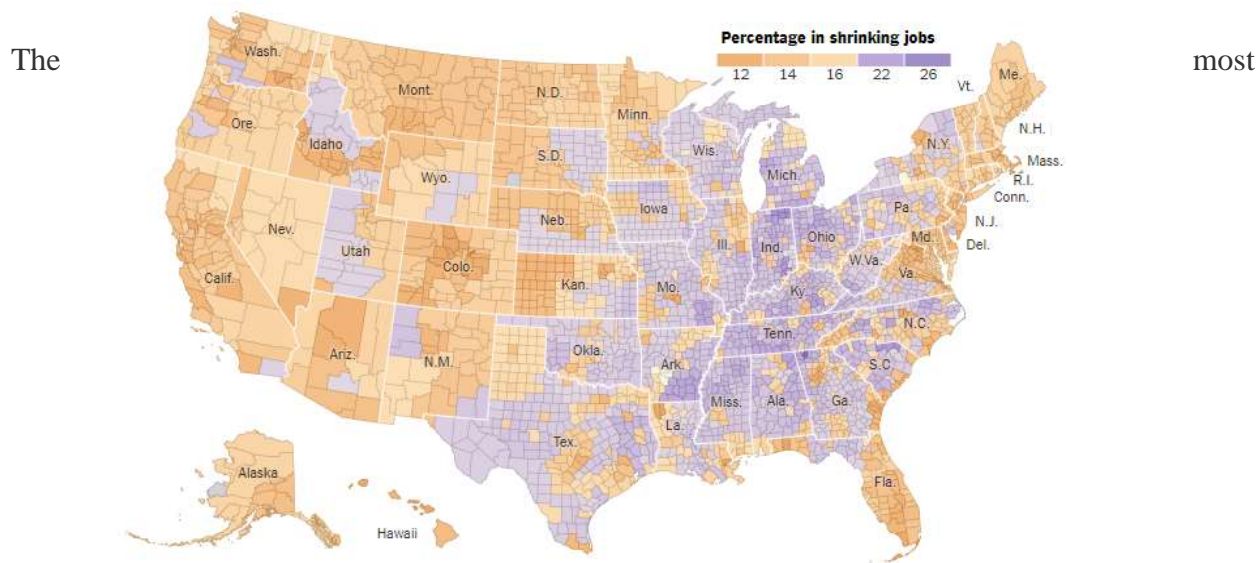 The most
Percentage in shrinking jobs
12 14 16 22 26
Wash.
Mont.
N.D.
Minn.
Vt.
Me.
Ore.
Idaho
S.D.
Wis.
Mich.
N.Y.
N.H.
Mass.
R.I.
Conn.
Wyo.
Neb.
Iowa
Pa.
N.J.
Nev.
Utah
Colo.
Ill.
Ind.
Ohio
Md.
Del.
Calif.
Kan.
Mo.
W.Va.
Va.
Ky.
Ariz.
N.M.
Okla.
Ark.
Tenn.
N.C.
S.C.
Tex.
La.
Miss.
Ala.
Ga.
Alaska
Hawaii
Fla.